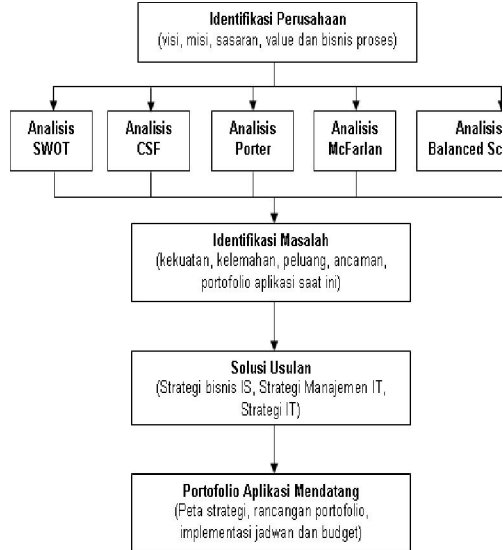 Identifikasi Perusahaan
(visi, misi, sasaran, value dan bisnis proses)
Analisis
SWOT
Analisis
CSF
Analisis
Porter
Analisis
McFarlan
Analisis
Balanced Sc
Identifikasi Masalah
(kekuatan, kelemahan, peluang, ancaman,
portofolio aplikasi saat ini)
Solusi Usulan
(Strategi bisnis IS, Strategi Manajemen IT,
Strategi IT)
Portofolio Aplikasi Mendatang
(Peta strategi, rancangan portofolio,
implementasi jadwan dan budget)